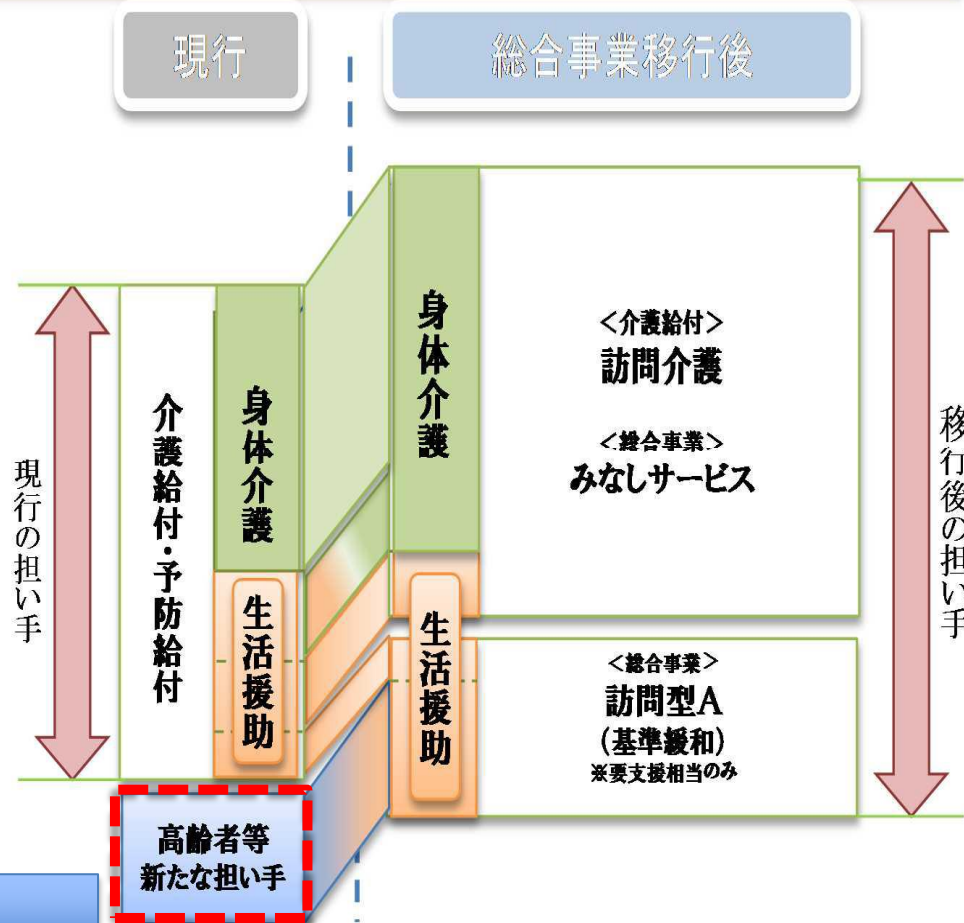 現行
総合事業移行後
現行の担い手
介護給付・予防給付
身体介護
生活援助
高齢者等
新たな担い手
身体介護
生活援助
＜介護給付＞
訪問介護
＜総合事業＞
みなしサービス
＜総合事業＞
訪問型A
(基準緩和)
※要支援相当のみ
移行後の担い手